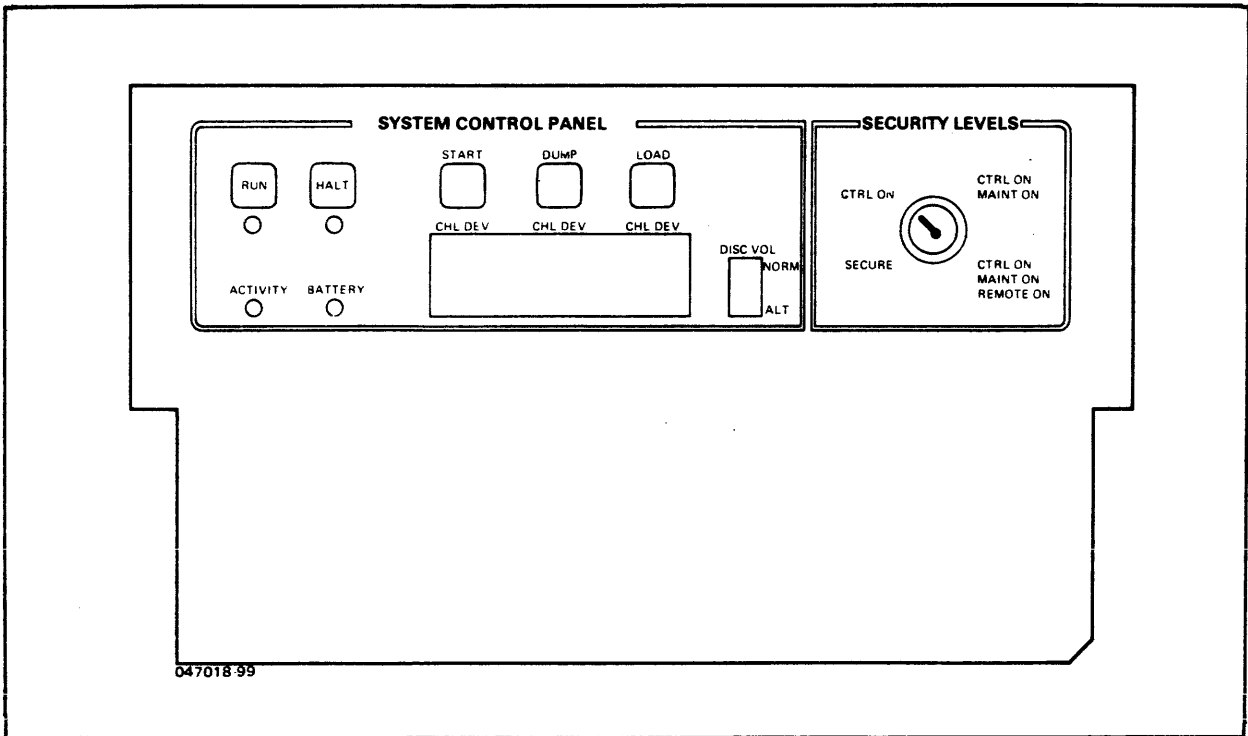 SYSTEM CONTROL PANEL
START DUMP LOAD
RUN HALT
CHL DEV CHL DEV CHL DEV
DISC VOL
NORM
ALT
ACTIVITY BATTERY
SECURITY LEVELS
CTRL ON
CTRL ON
MAINT ON
SECURE
CTRL ON
MAINT ON
REMOTE ON
047018-99